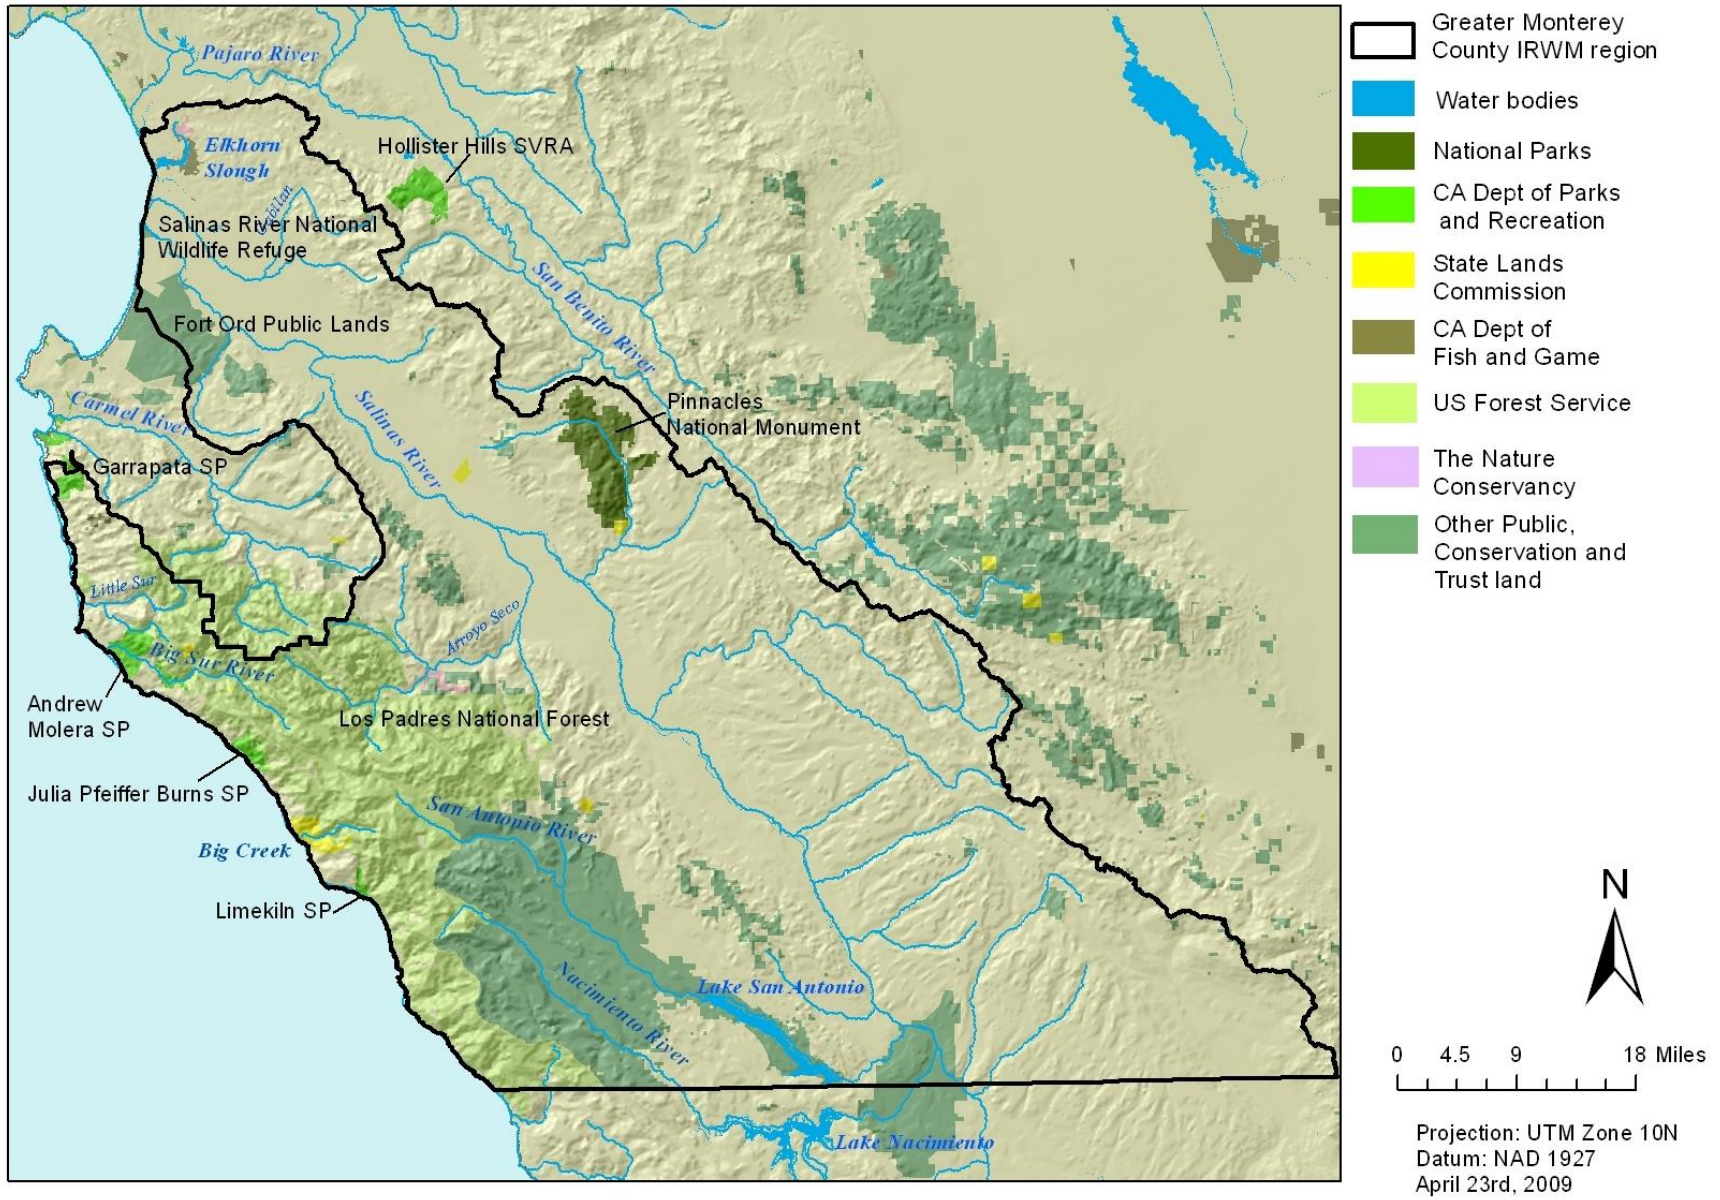 Pajaro River
Elkhorn
Slough
Hollister Hills SVRA
Gabilan
Salinas River National
Wildlife Refuge
San Benito River
Fort Ord Public Lands
Carmel River
Salinas River
Pinnacles
National Monument
Garrapata SP
Little Sur
Arroyo Seco
Big Sur River
Andrew
Molera SP
Los Padres National Forest
Julia Pfeiffer Burns SP
San Antonio River
Big Creek
Limekiln SP
Nacimiento River
Lake San Antonio
Lake Nacimiento
Greater Monterey
County IRWM region
Water bodies
National Parks
CA Dept of Parks
and Recreation
State Lands
Commission
CA Dept of
Fish and Game
US Forest Service
The Nature
Conservancy
Other Public,
Conservation and
Trust land
N
0 4.5 9 18 Miles
Projection: UTM Zone 10N
Datum: NAD 1927
April 23rd, 2009